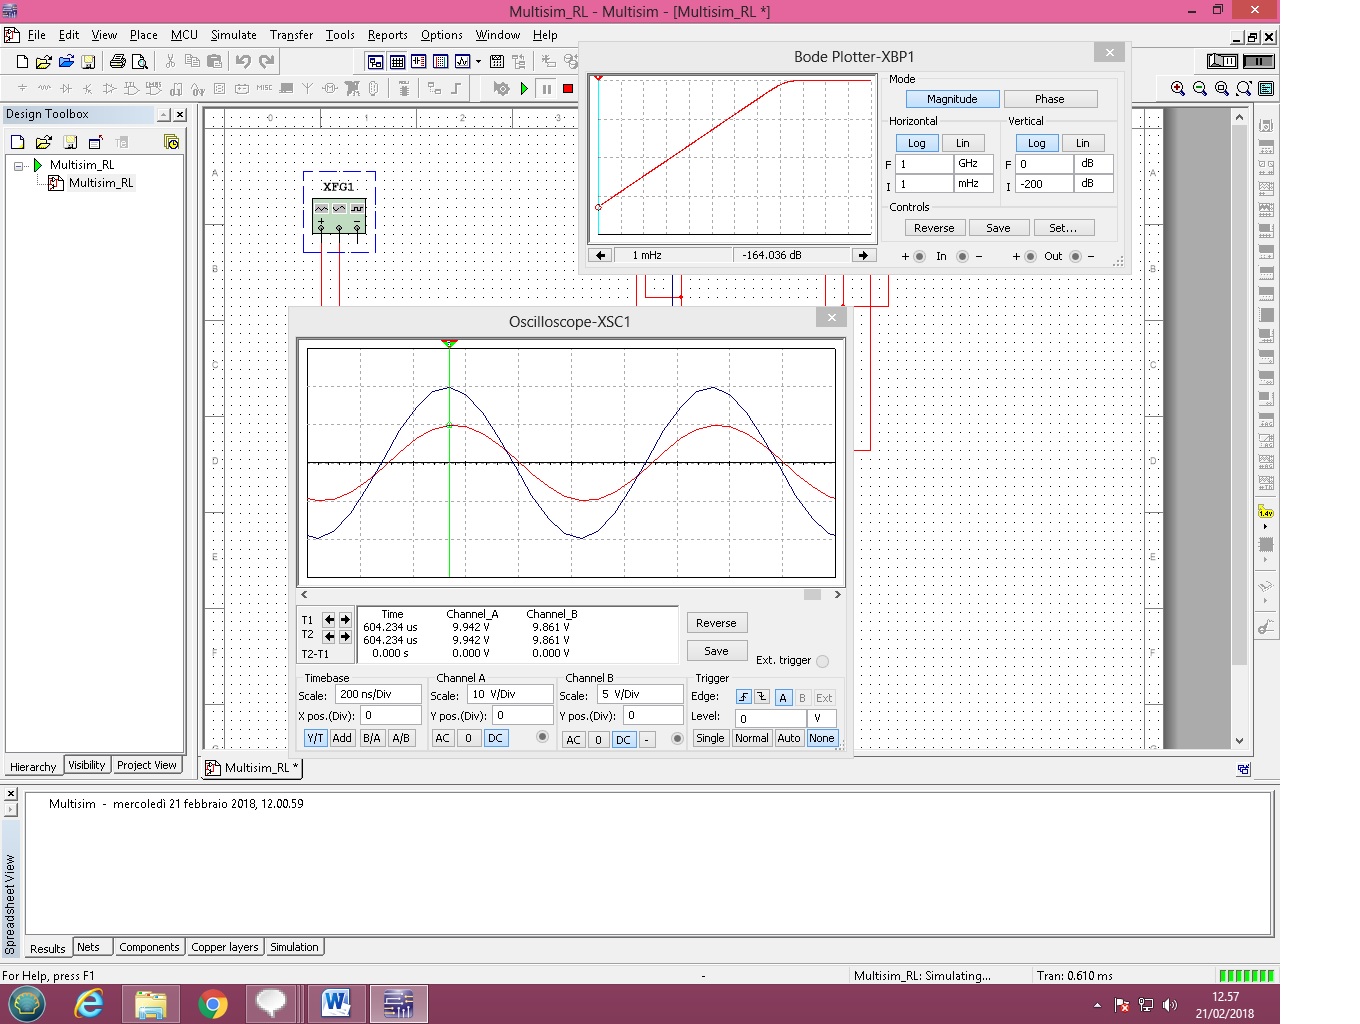 Multisim_RL - Multisim - [Multisim_RL *]
File Edit View Place MCU Simulate Transfer Tools Reports Options Window Help
Design Toolbox
Multisim_RL
Multisim_RL
Hierarchy Visibility Project View
0 1 2 3
A
B
C
D
E
F
G
XFG1
+ −
Bode Plotter-XBP1
Mode
Magnitude Phase
Horizontal Vertical
Log Lin Log Lin
F 1 GHz F 0 dB
I 1 mHz I -200 dB
Controls
Reverse Save Set...
1 mHz -164.036 dB
+ In − + Out −
Oscilloscope-XSC1
Time Channel_A Channel_B
T1 604.234 us 9.942 V 9.861 V
T2 604.234 us 9.942 V 9.861 V
T2-T1 0.000 s 0.000 V 0.000 V
Reverse
Save
Ext. trigger
Timebase Channel A Channel B Trigger
Scale: 200 ns/Div Scale: 10 V/Div Scale: 5 V/Div Edge: A B Ext
X pos.(Div): 0 Y pos.(Div): 0 Y pos.(Div): 0 Level: 0 V
Y/T Add B/A A/B AC 0 DC AC 0 DC - Single Normal Auto None
A
B
C
D
E
F
1.4v
Multisim_RL *
Multisim - mercoledì 21 febbraio 2018, 12.00.59
Spreadsheet View
Results Nets Components Copper layers Simulation
For Help, press F1 - Multisim_RL: Simulating... Tran: 0.610 ms
12.57
21/02/2018